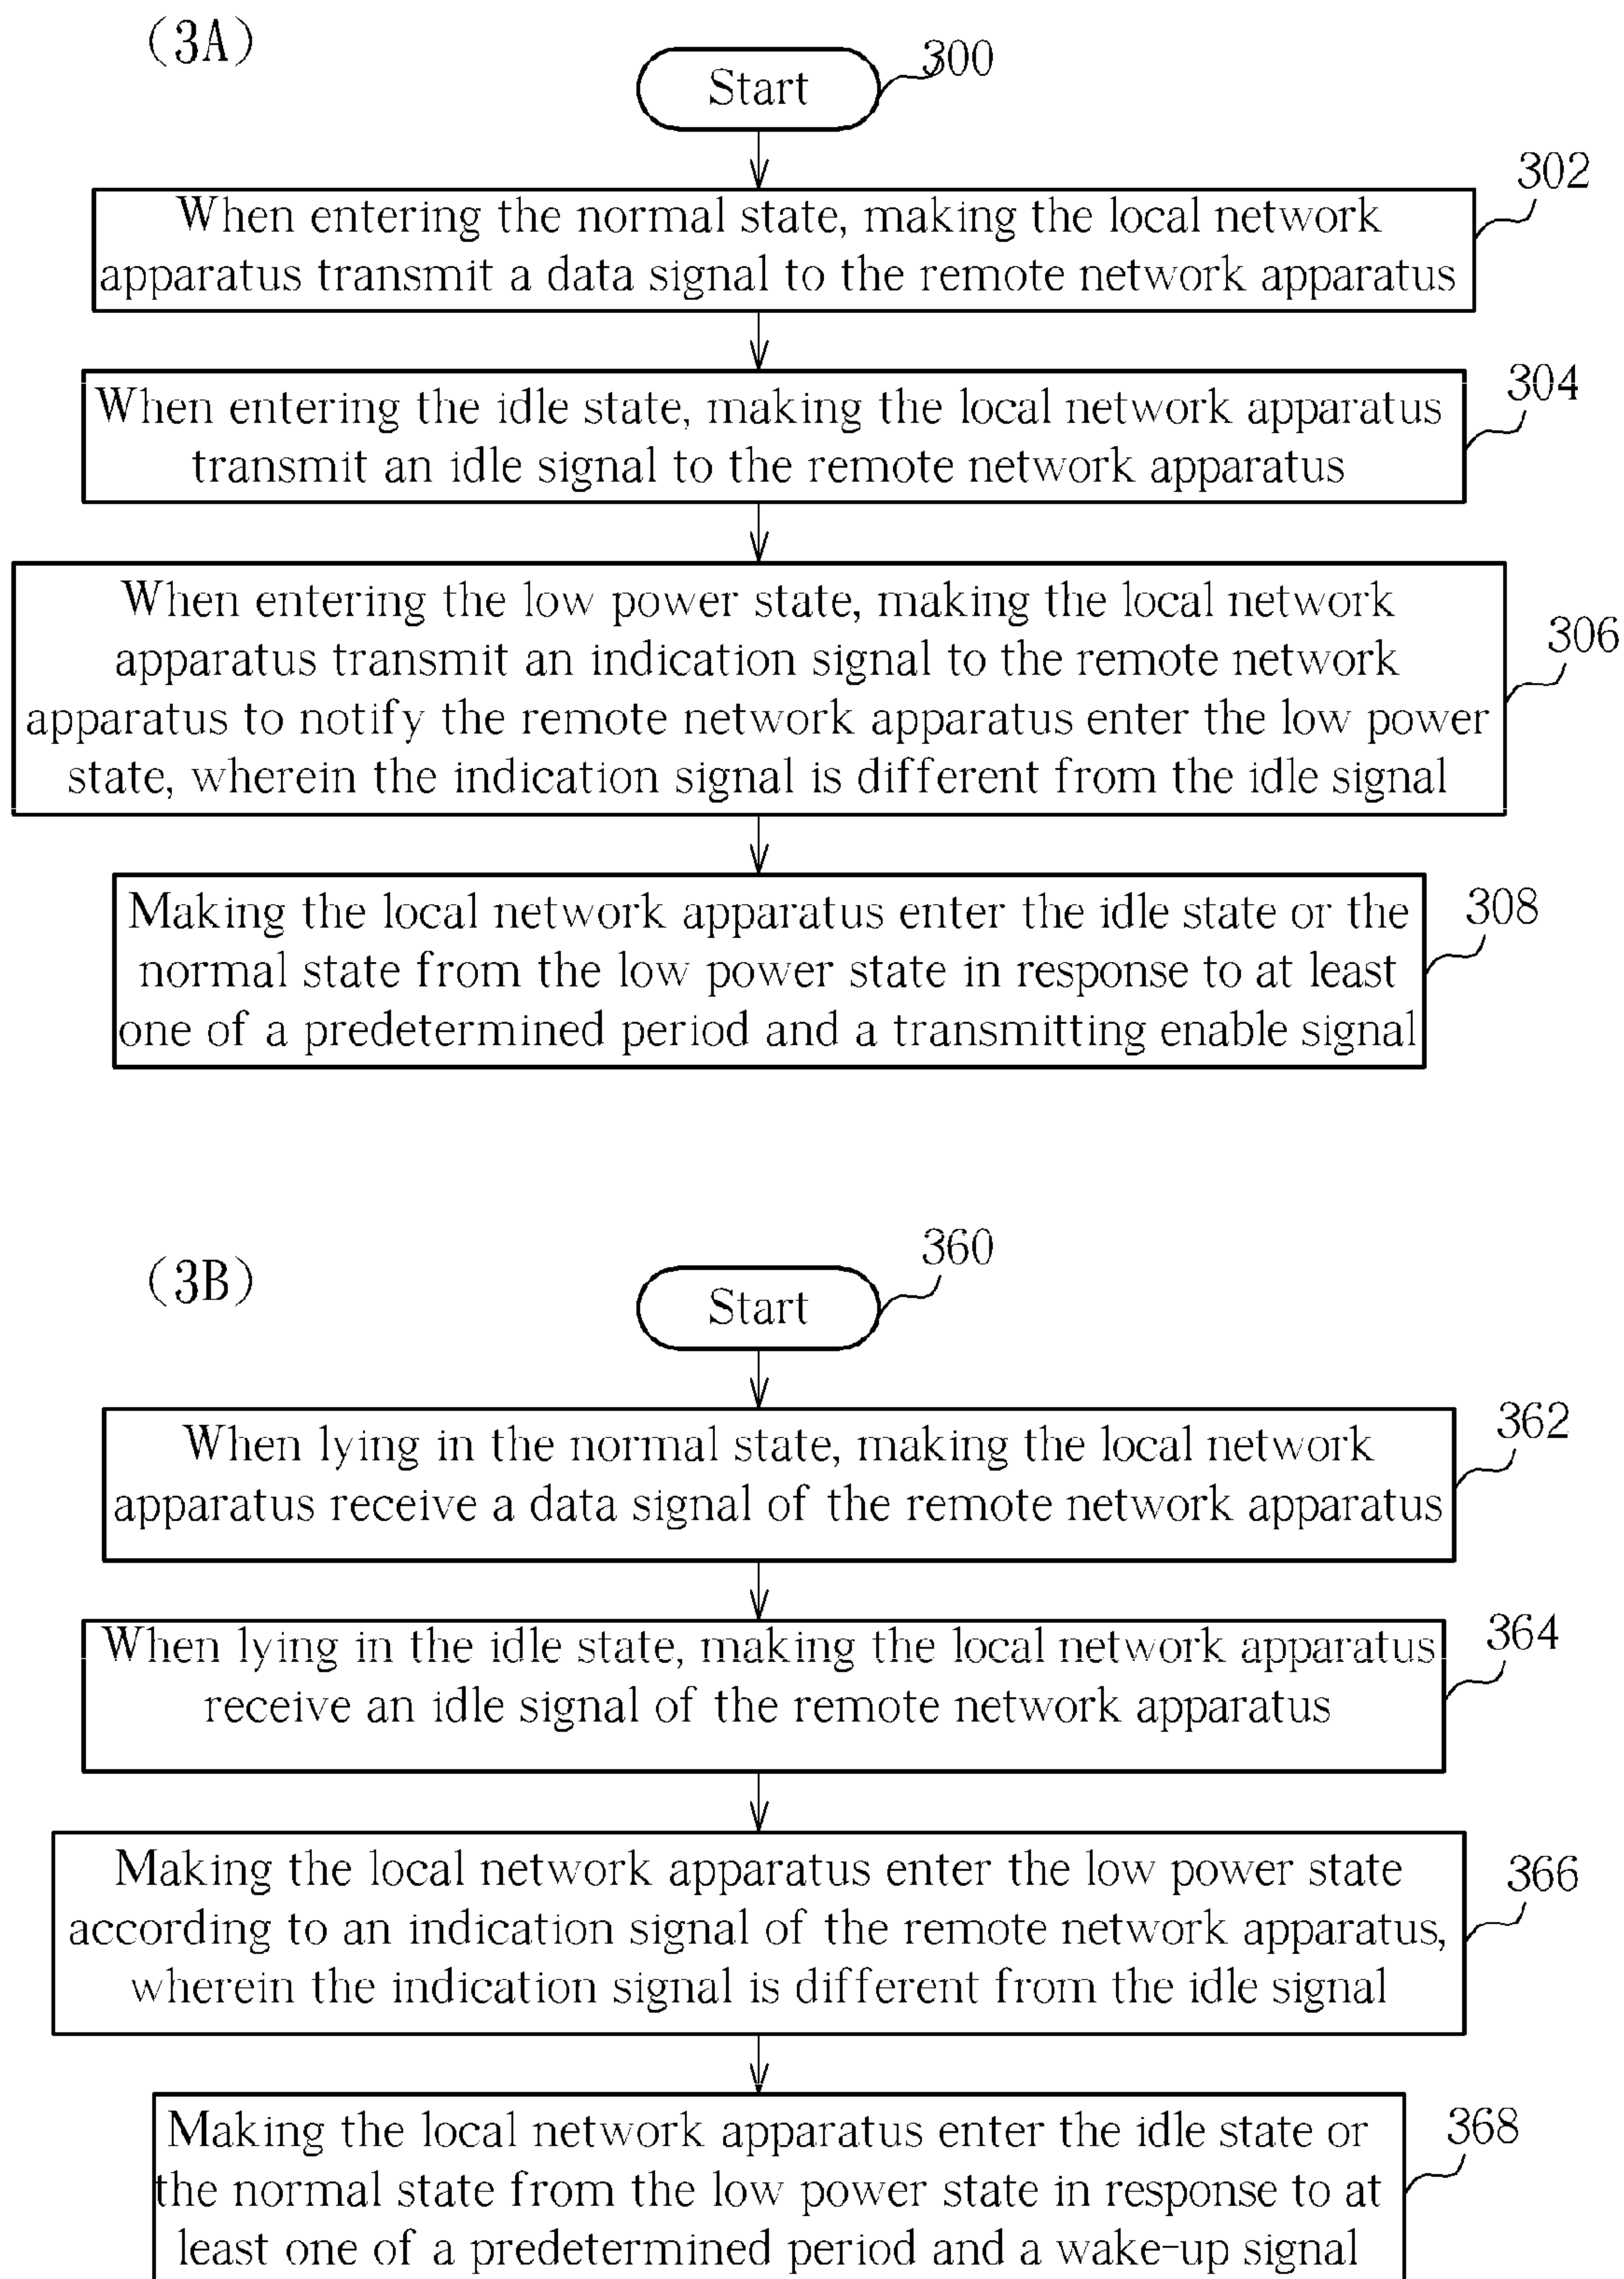 (3A)
Start
300
302
When entering the normal state, making the local network
apparatus transmit a data signal to the remote network apparatus
304
When entering the idle state, making the local network apparatus
transmit an idle signal to the remote network apparatus
306
When entering the low power state, making the local network
apparatus transmit an indication signal to the remote network
apparatus to notify the remote network apparatus enter the low power
state, wherein the indication signal is different from the idle signal
308
Making the local network apparatus enter the idle state or the
normal state from the low power state in response to at least
one of a predetermined period and a transmitting enable signal
(3B)
Start
360
362
When lying in the normal state, making the local network
apparatus receive a data signal of the remote network apparatus
364
When lying in the idle state, making the local network apparatus
receive an idle signal of the remote network apparatus
366
Making the local network apparatus enter the low power state
according to an indication signal of the remote network apparatus,
wherein the indication signal is different from the idle signal
368
Making the local network apparatus enter the idle state or
the normal state from the low power state in response to at
least one of a predetermined period and a wake-up signal